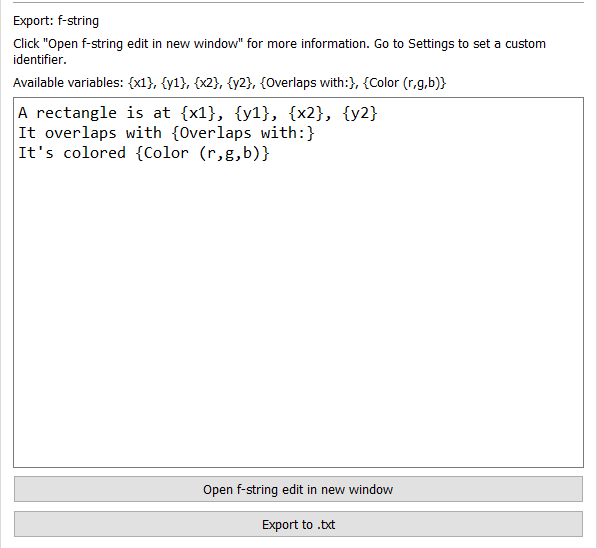 Export: f-string
Click "Open f-string edit in new window" for more information. Go to Settings to set a custom
identifier.
Available variables: {x1}, {y1}, {x2}, {y2}, {Overlaps with:}, {Color (r,g,b)}
A rectangle is at {x1}, {y1}, {x2}, {y2}
It overlaps with {Overlaps with:}
It's colored {Color (r,g,b)}
Open f-string edit in new window
Export to .txt